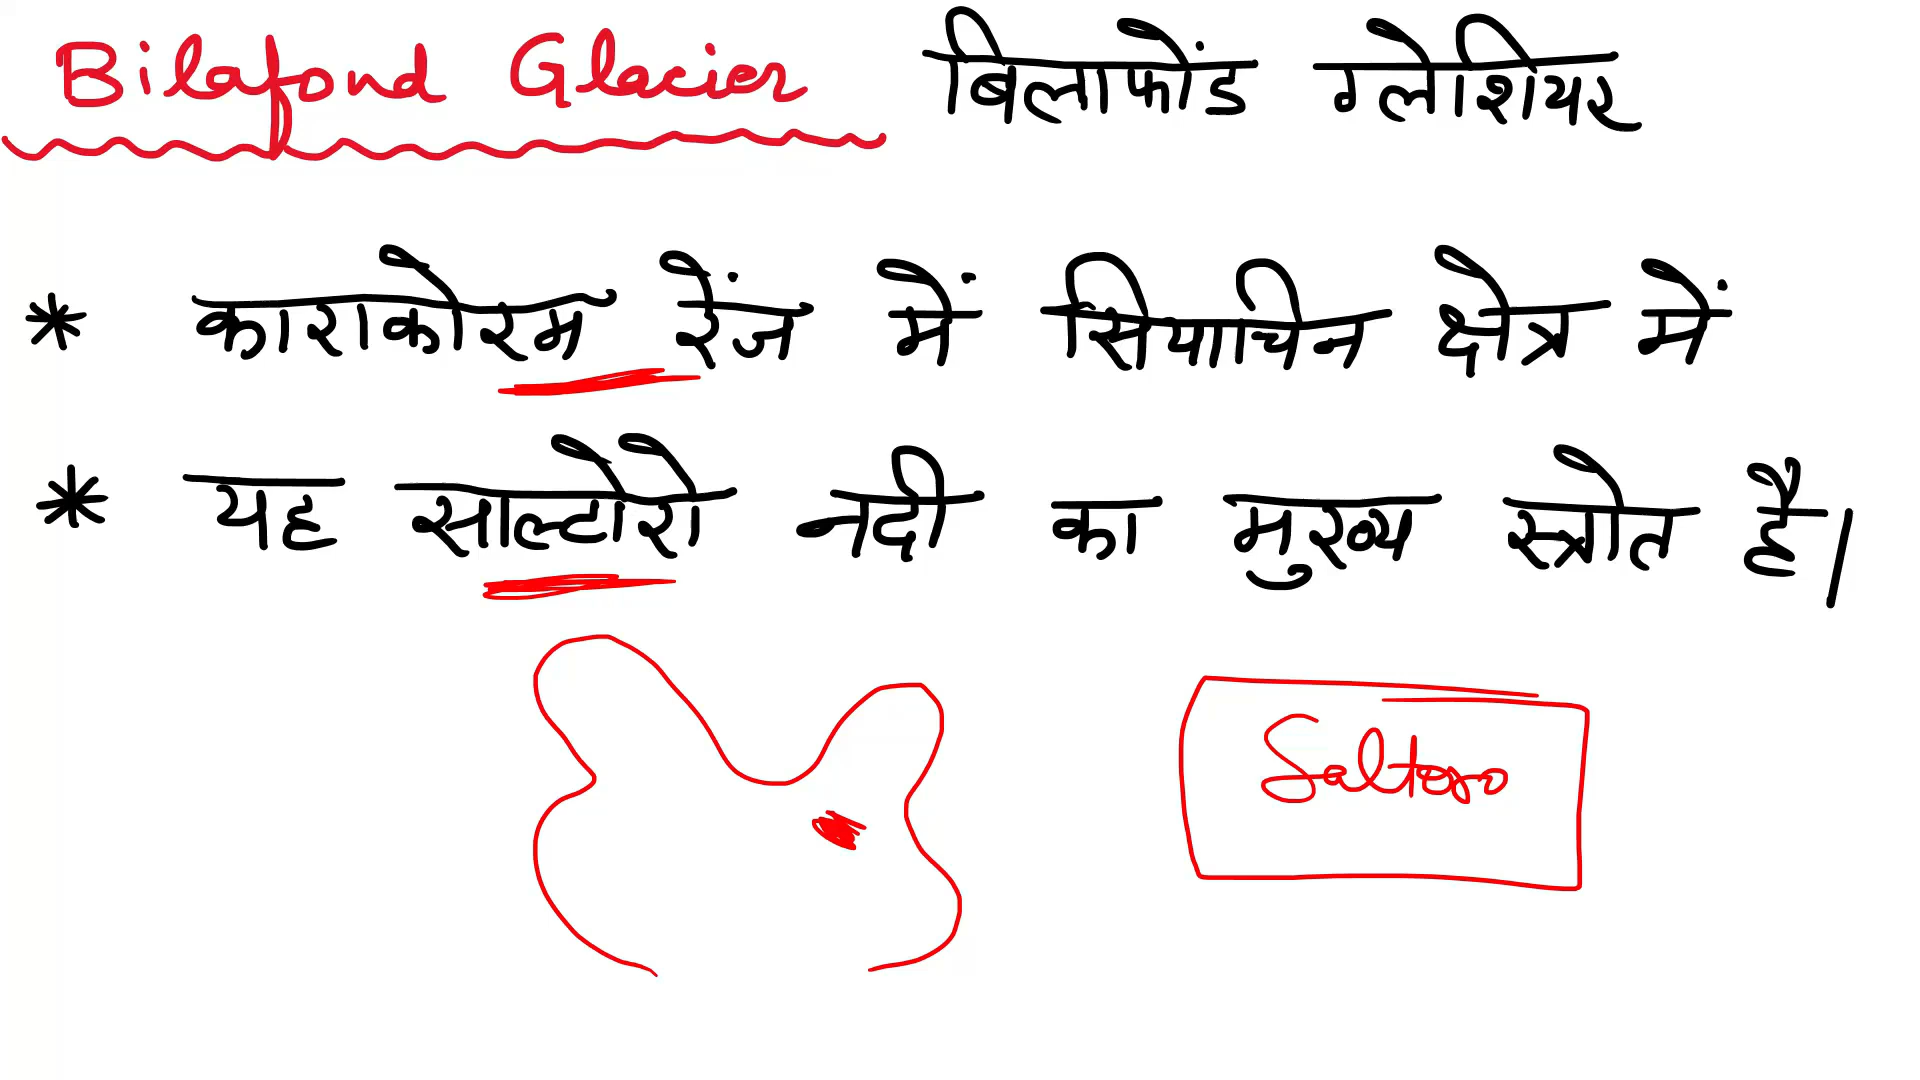 Bilafond Glacier बिलाफोंड ग्लेशियर
* काराकोरम रेंज में सियाचिन क्षेत्र में
* यह साल्टोरो नदी का मुख्य स्त्रोत है।
Saltoro